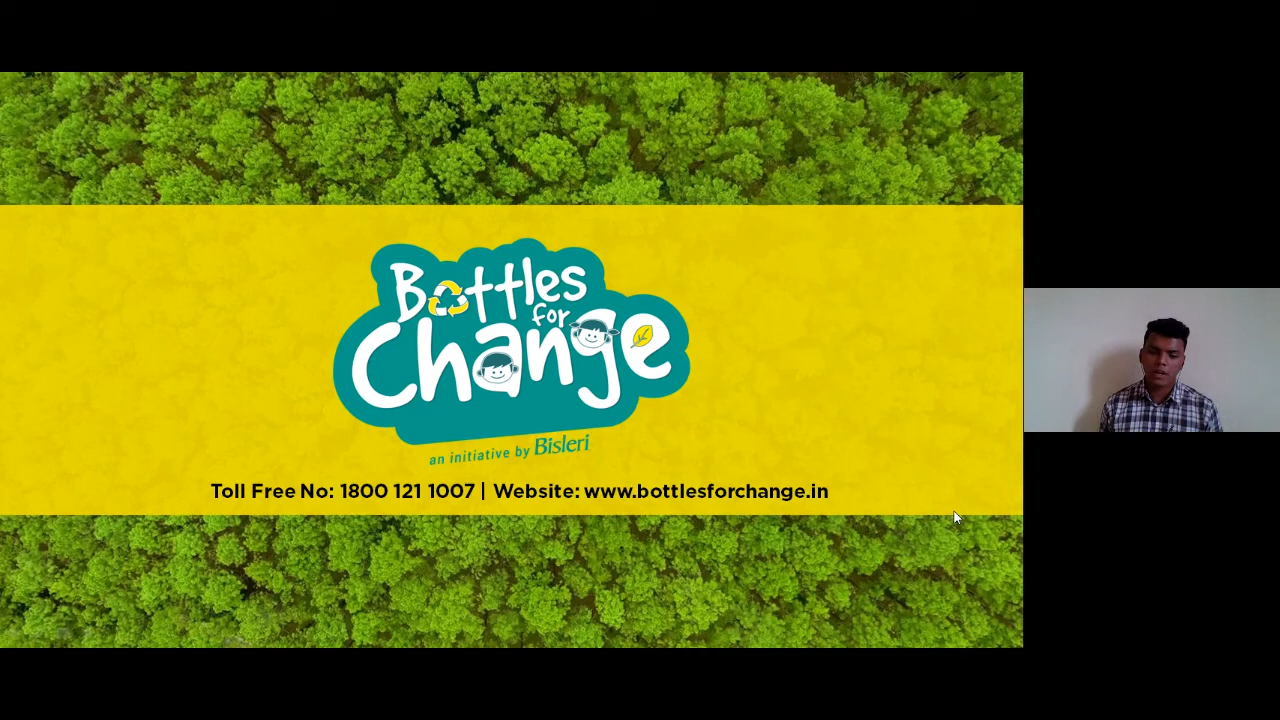 Bottles
for
Change
an initiative by Bisleri
Toll Free No: 1800 121 1007 | Website: www.bottlesforchange.in